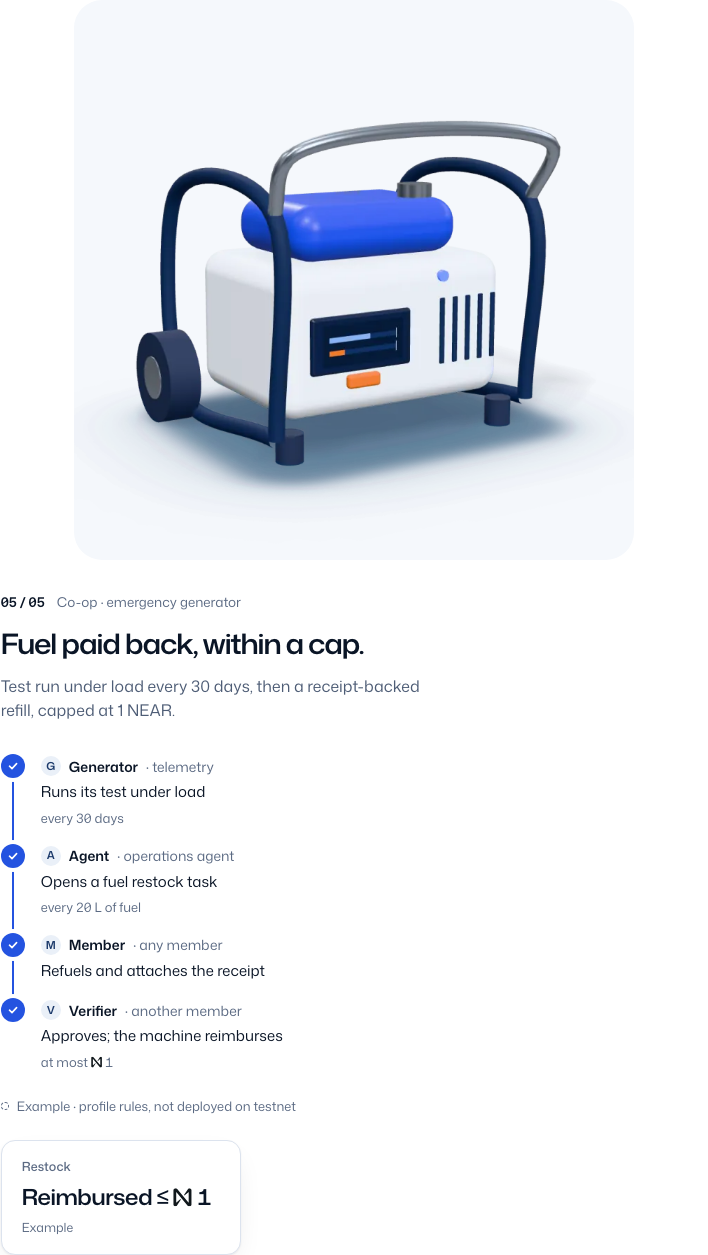 05 / 05 Co-op · emergency generator
Fuel paid back, within a cap.
Test run under load every 30 days, then a receipt-backed
refill, capped at 1 NEAR.
G Generator · telemetry
Runs its test under load
every 30 days
A Agent · operations agent
Opens a fuel restock task
every 20 L of fuel
M Member · any member
Refuels and attaches the receipt
V Verifier · another member
Approves; the machine reimburses
at most N 1
Example · profile rules, not deployed on testnet
Restock
Reimbursed ≤ N 1
Example